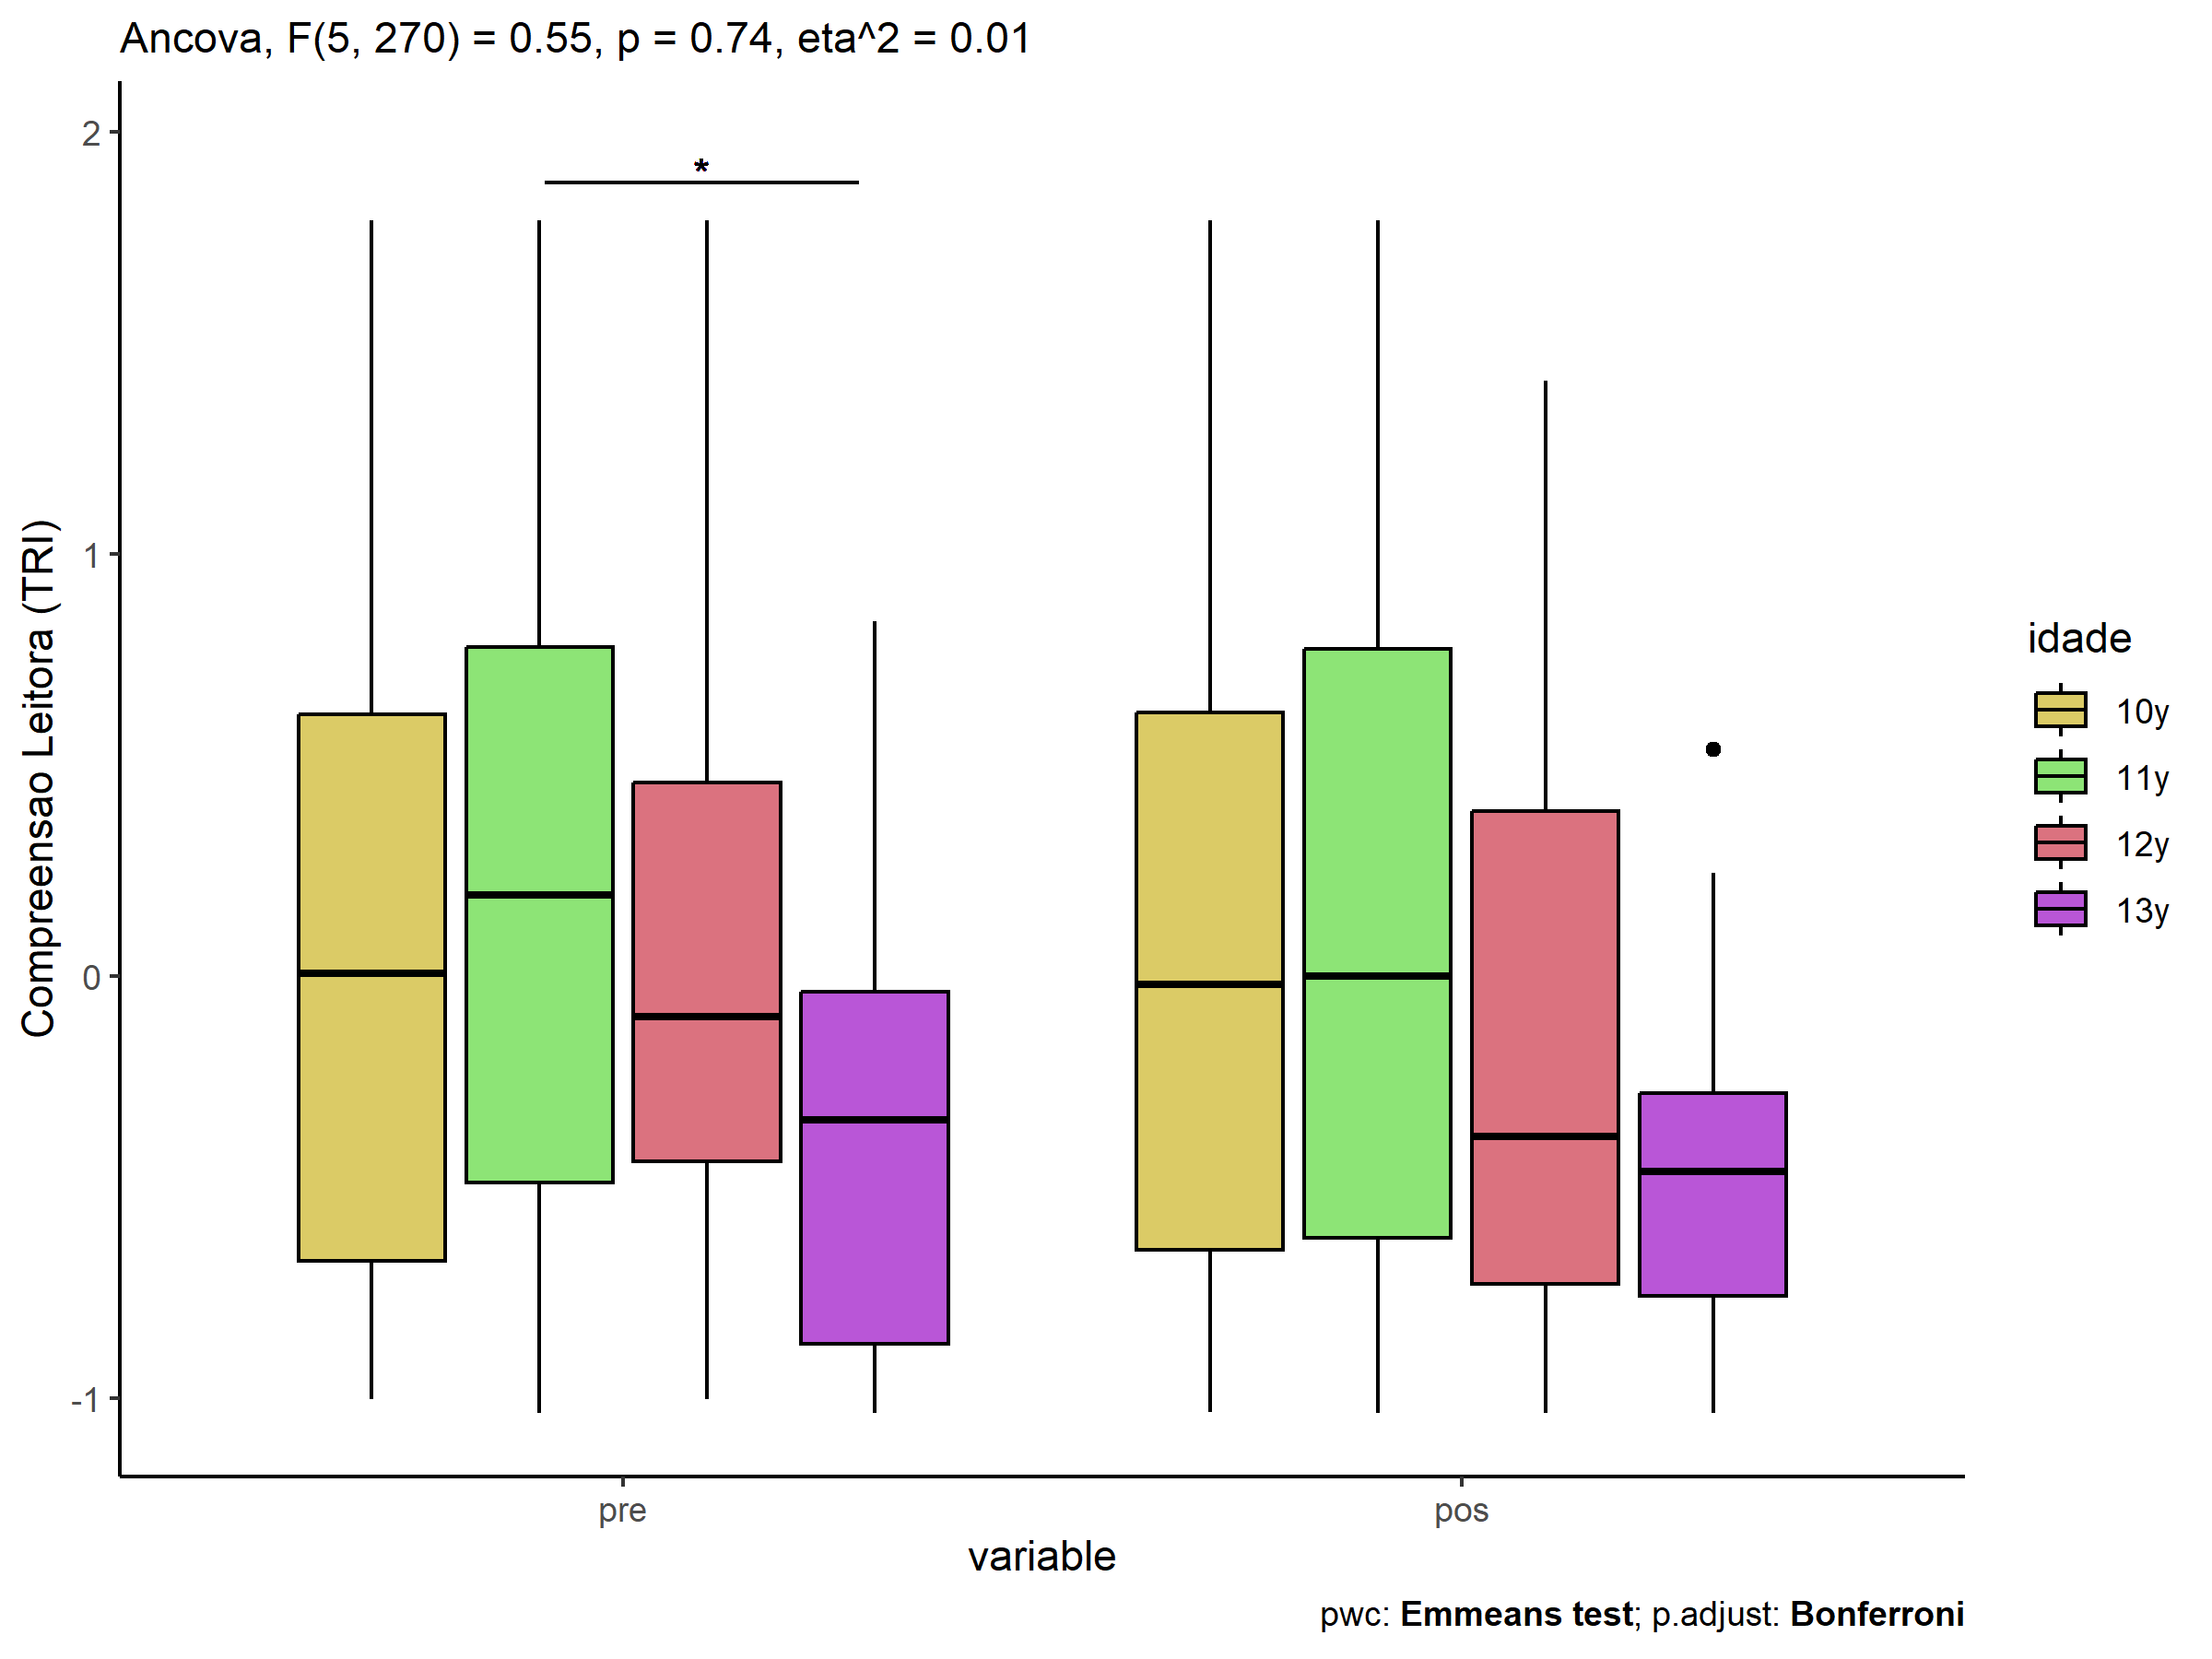 Ancova, F(5, 270) = 0.55, p = 0.74, eta^2 = 0.01
Compreensao Leitora (TRI)
2
1
0
-1
*
pre
pos
variable
idade
10y
11y
12y
13y
pwc: Emmeans test; p.adjust: Bonferroni